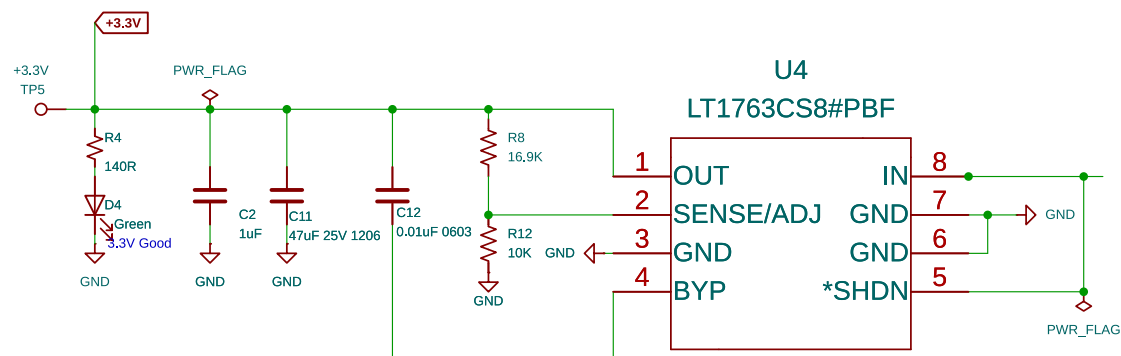 +3.3V
+3.3V
TP5
PWR_FLAG
R4
140R
D4
Green
3.3V Good
GND
C2
1uF
GND
C11
47uF 25V 1206
GND
C12
0.01uF 0603
R8
16.9K
R12
10K
GND
GND
U4
LT1763CS8#PBF
1
OUT
2
SENSE/ADJ
3
GND
4
BYP
IN
8
GND
7
GND
6
*SHDN
5
GND
PWR_FLAG